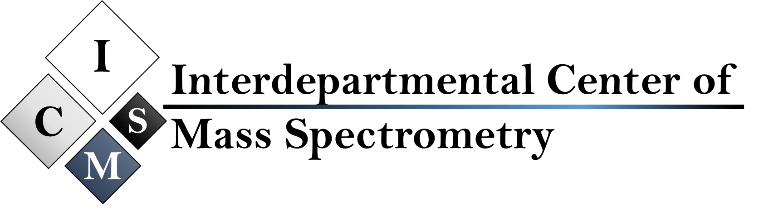 I
C
S
M
Interdepartmental Center of
Mass Spectrometry